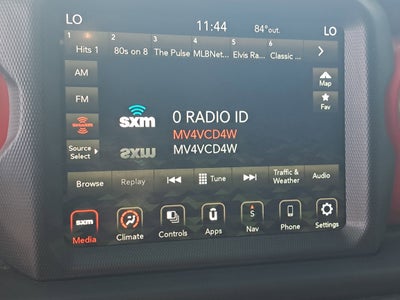 LO 11:44 84°out. LO
1 2 3 4 5 6
Hits 1 80s on 8 The Pulse MLBNet... Elvis Ra... Classic ...
AM
Map
FM
Fav
sxm 0 RADIO ID
MV4VCD4W
MV4VCD4W
SiriusXM
Source Select
Browse Replay Tune Traffic & Weather Audio
sxm
Media Climate Controls Apps Nav Phone Settings